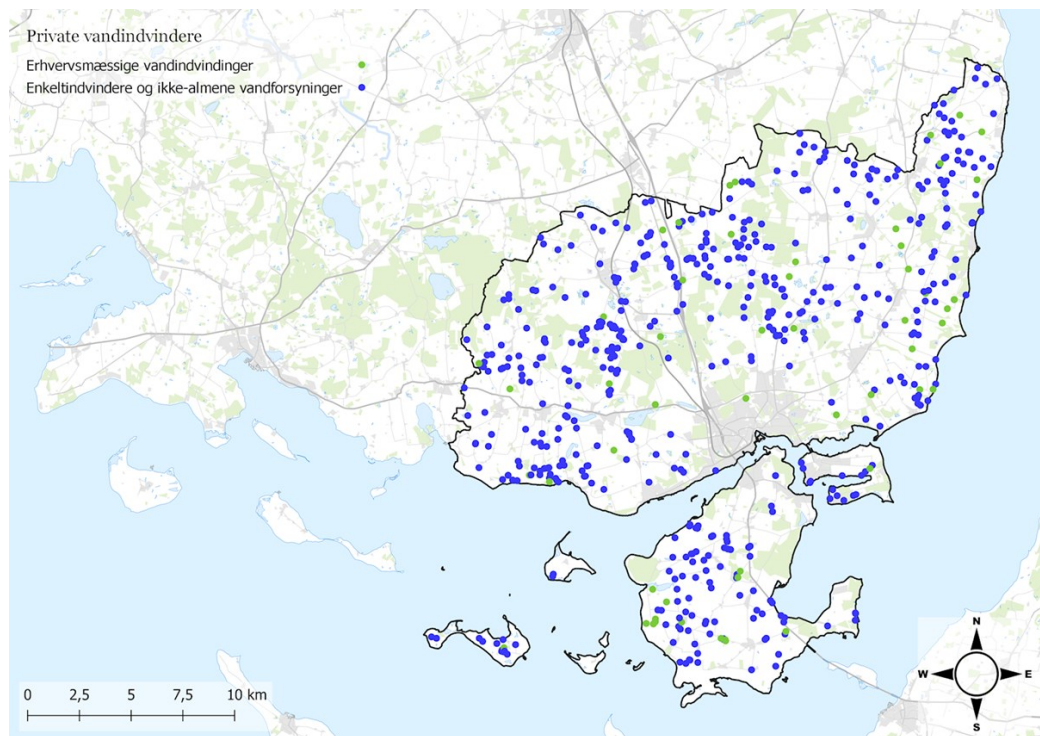 Private vandindvindere
Erhvervsmæssige vandindvindinger
Enkeltindvindere og ikke-almene vandforsyninger
0 2,5 5 7,5 10 km
N
W E
S